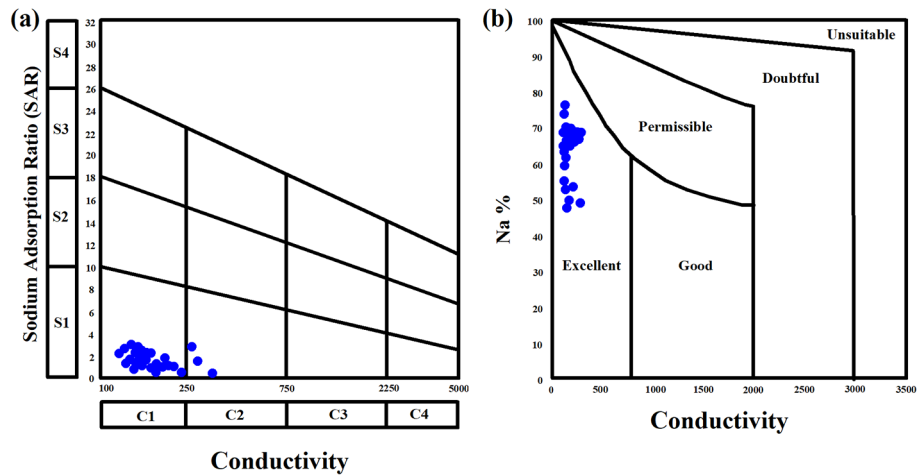 (a)
Sodium Adsorption Ratio (SAR)
S4
S3
S2
S1
32
30
28
26
24
22
20
18
16
14
12
10
8
6
4
2
0
100 250 750 2250 5000
C1 C2 C3 C4
Conductivity
(b)
Na %
100
90
80
70
60
50
40
30
20
10
0
Unsuitable
Doubtful
Permissible
Excellent Good
0 500 1000 1500 2000 2500 3000 3500
Conductivity